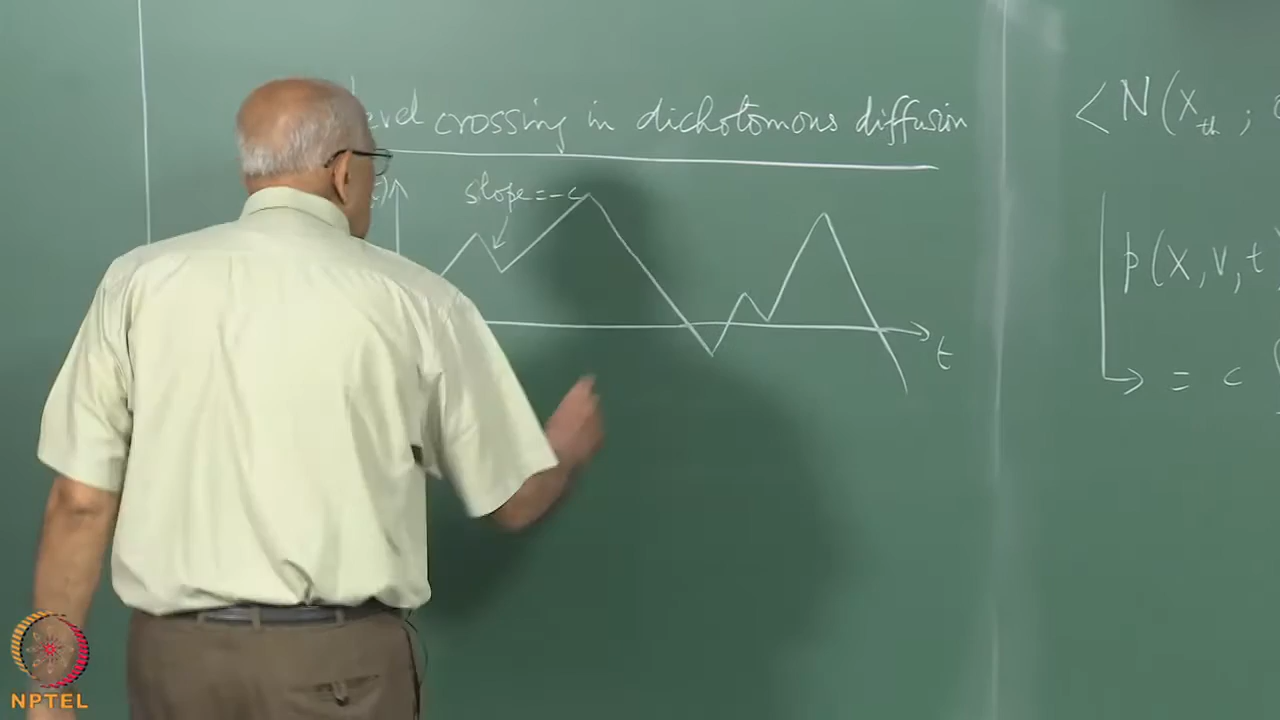 level crossing in dichotomous diffusion
slope = -c
t
<N(x_th ;
p(X, v, t
= c
NPTEL